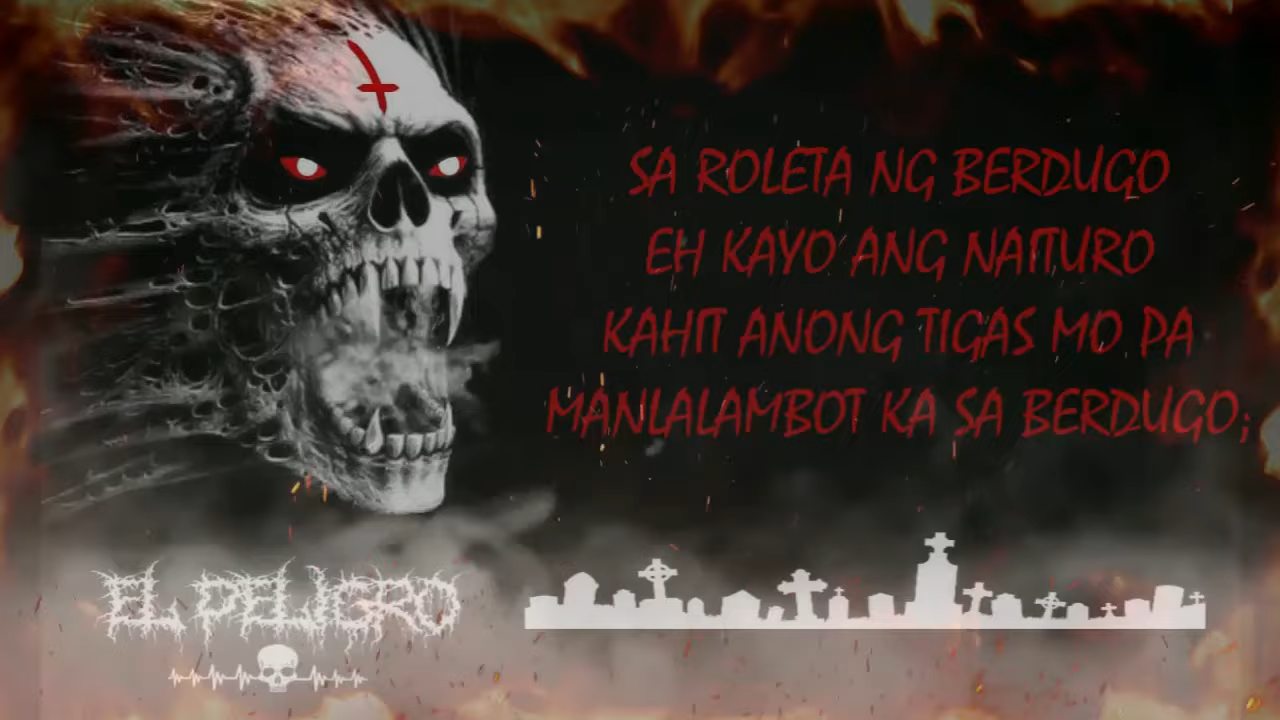 SA ROLETA NG BERDUGO
EH KAYO ANG NAITURO
KAHIT ANONG TIGAS MO PA
MANLALAMBOT KA SA BERDUGO;
EL PELIGRO